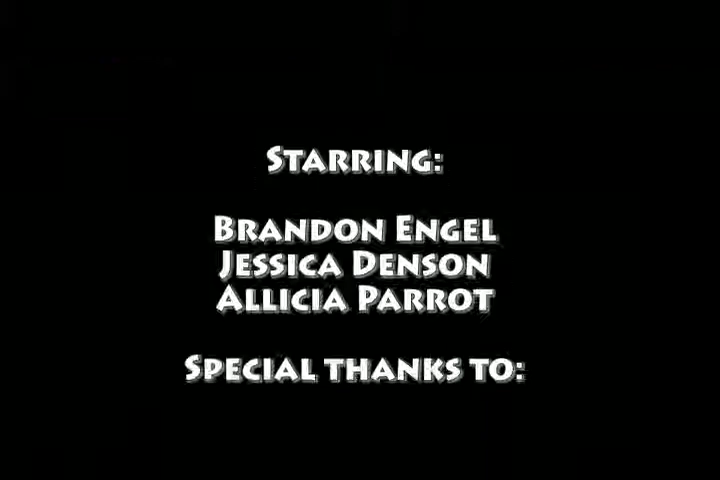 Starring:
Brandon Engel
Jessica Denson
Allicia Parrot
Special thanks to: